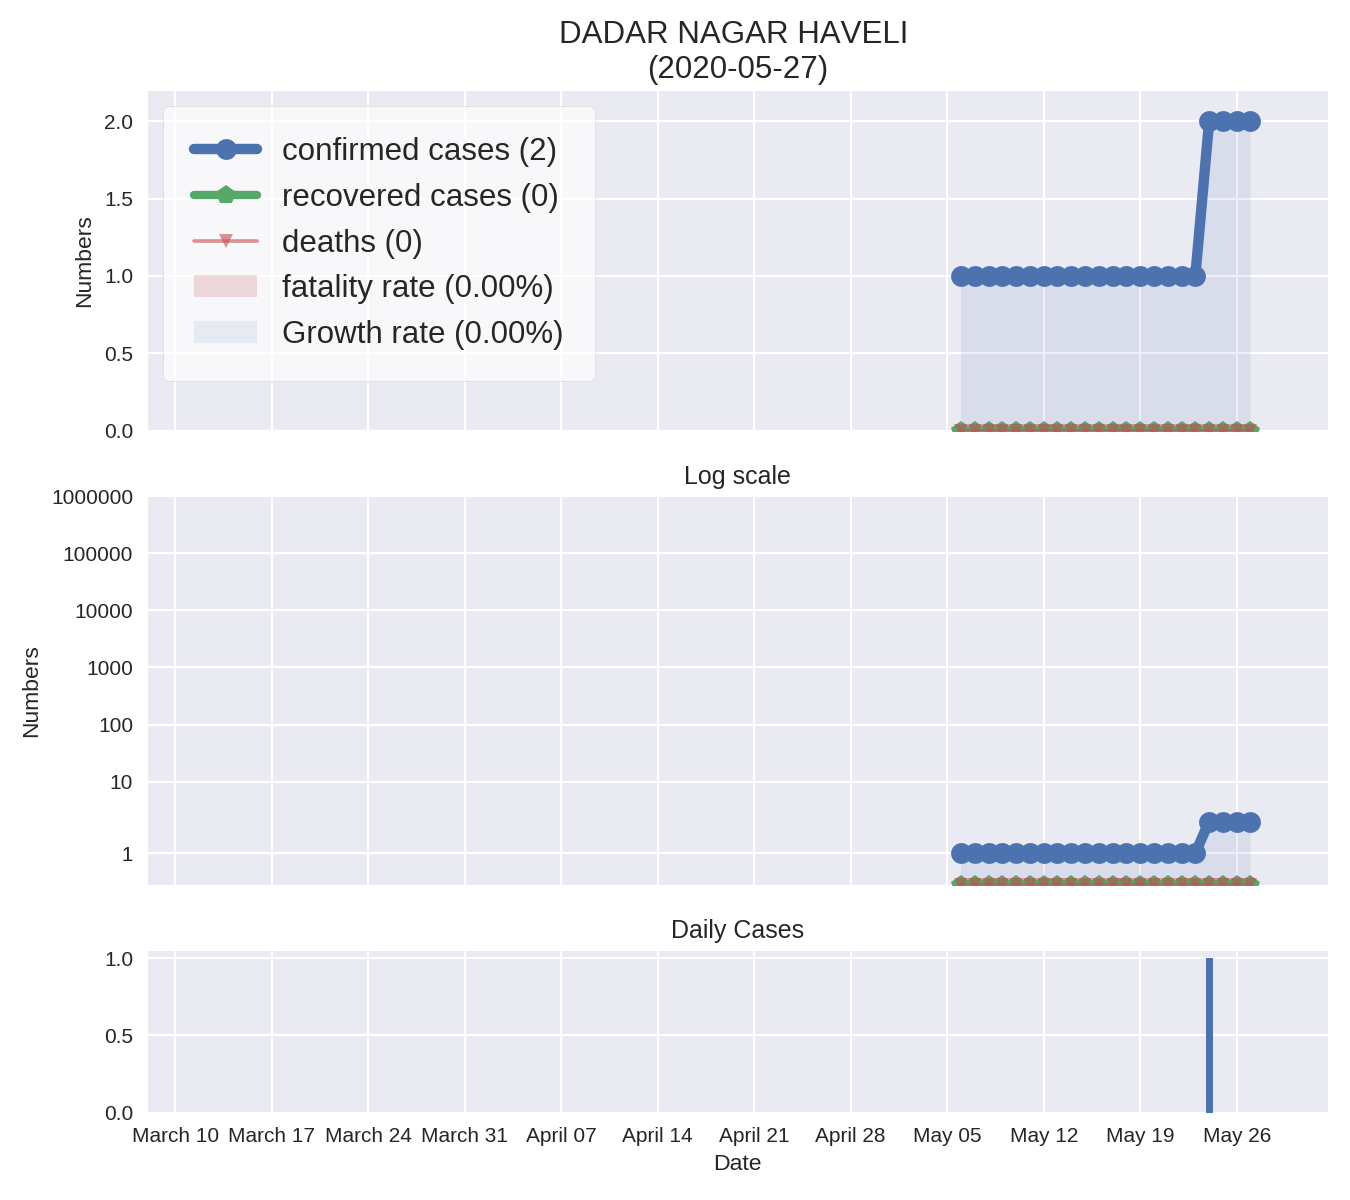 DADAR NAGAR HAVELI
(2020-05-27)
confirmed cases (2)
recovered cases (0)
deaths (0)
fatality rate (0.00%)
Growth rate (0.00%)
Numbers
2.0
1.5
1.0
0.5
0.0
Log scale
Numbers
1000000
100000
10000
1000
100
10
1
Daily Cases
1.0
0.5
0.0
March 10 March 17 March 24 March 31 April 07 April 14 April 21 April 28 May 05 May 12 May 19 May 26
Date